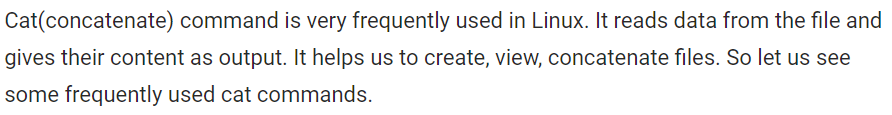 Cat(concatenate) command is very frequently used in Linux. It reads data from the file and
gives their content as output. It helps us to create, view, concatenate files. So let us see
some frequently used cat commands.